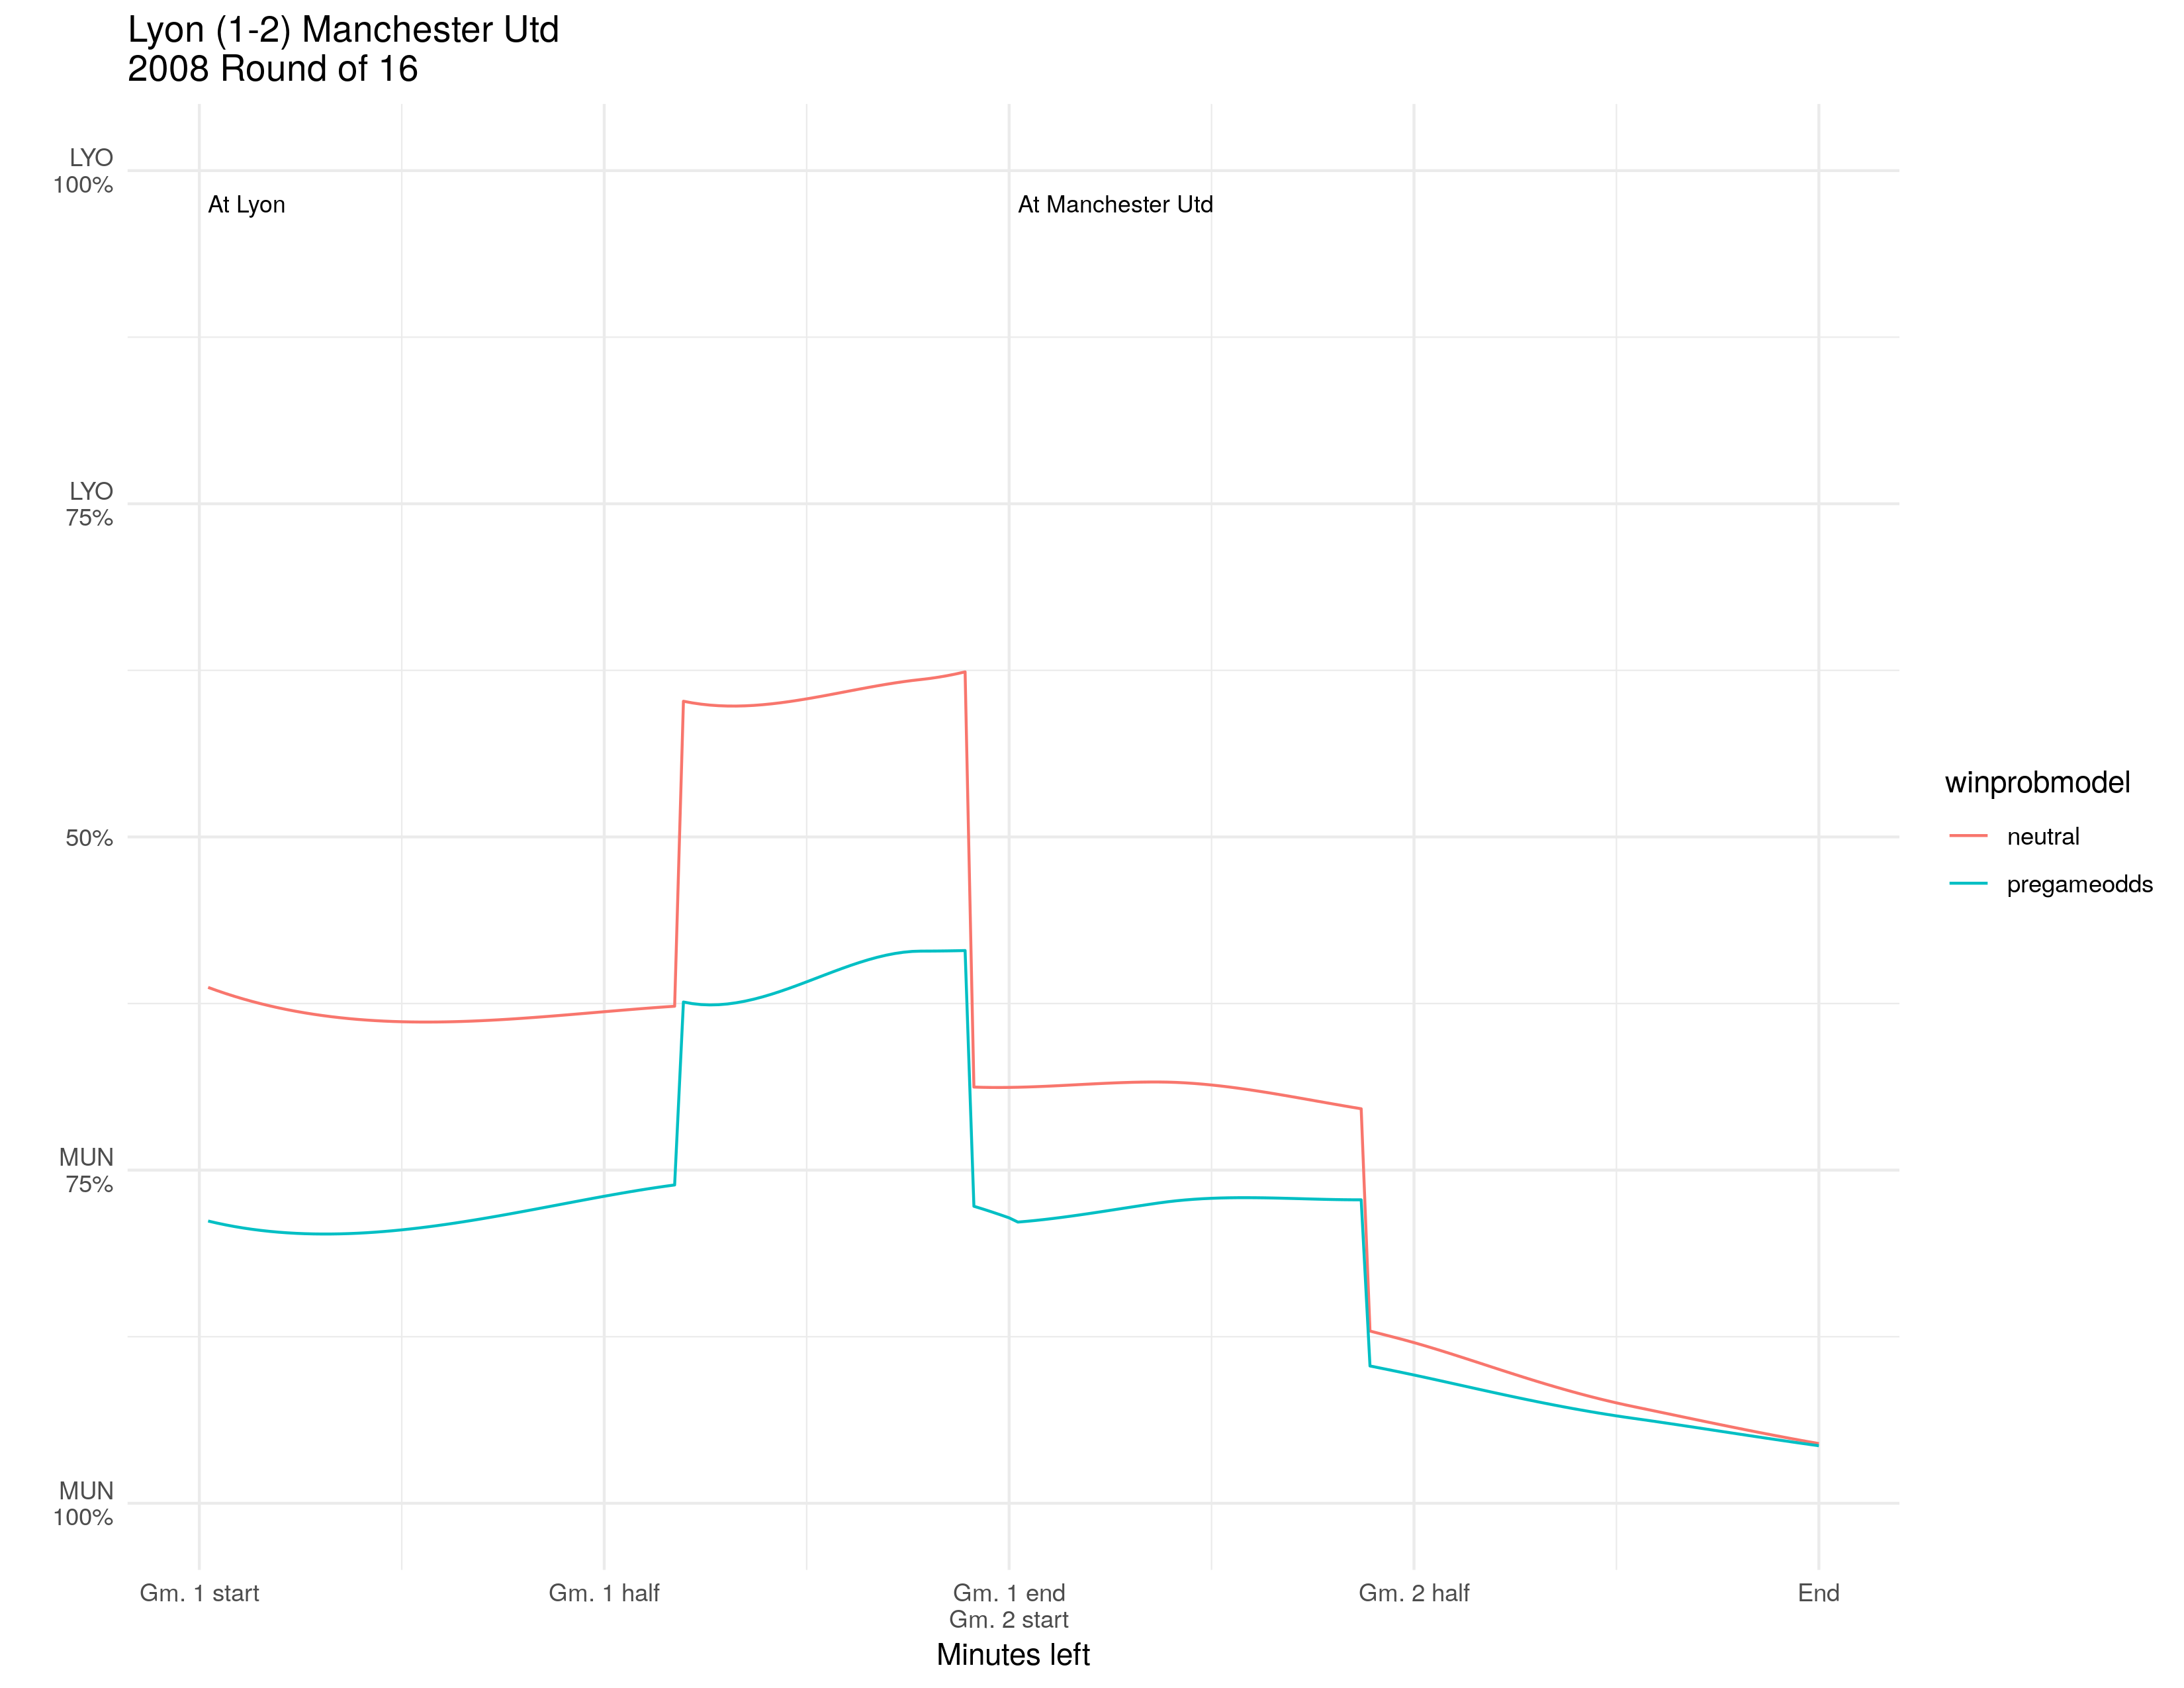 Lyon (1-2) Manchester Utd
2008 Round of 16
LYO
100%
At Lyon
At Manchester Utd
LYO
75%
50%
MUN
75%
MUN
100%
winprobmodel
neutral
pregameodds
Gm. 1 start
Gm. 1 half
Gm. 1 end
Gm. 2 start
Gm. 2 half
End
Minutes left